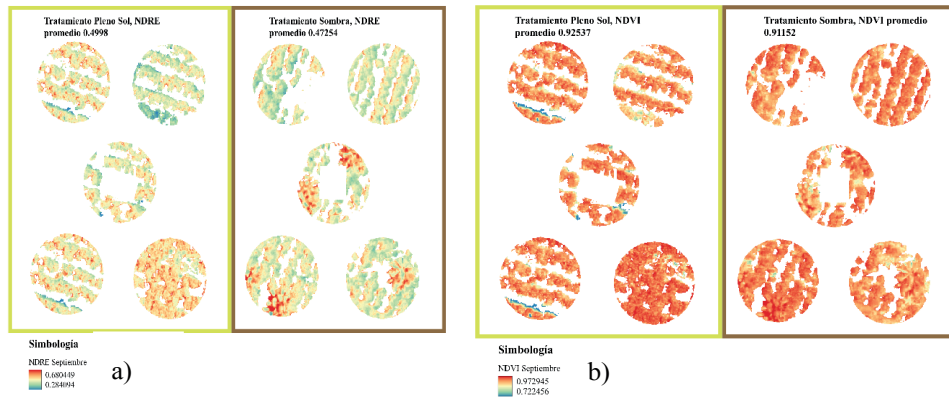 Tratamiento Pleno Sol, NDRE
promedio 0.4998
Tratamiento Sombra, NDRE
promedio 0.47254
Simbología
NDRE Septiembre
0.680449
0.284094
a)
Tratamiento Pleno Sol, NDVI
promedio 0.92537
Tratamiento Sombra, NDVI promedio
0.91152
Simbología
NDVI Septiembre
0.972945
0.722456
b)